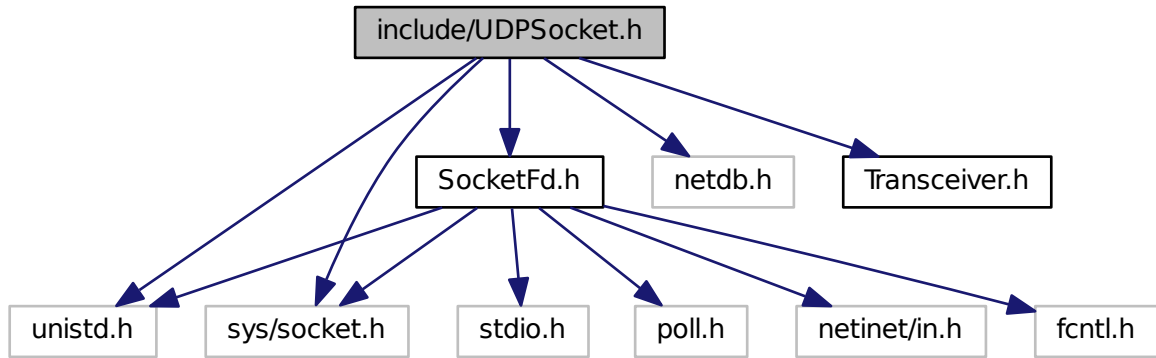 include/UDPSocket.h
SocketFd.h
netdb.h
Transceiver.h
unistd.h
sys/socket.h
stdio.h
poll.h
netinet/in.h
fcntl.h